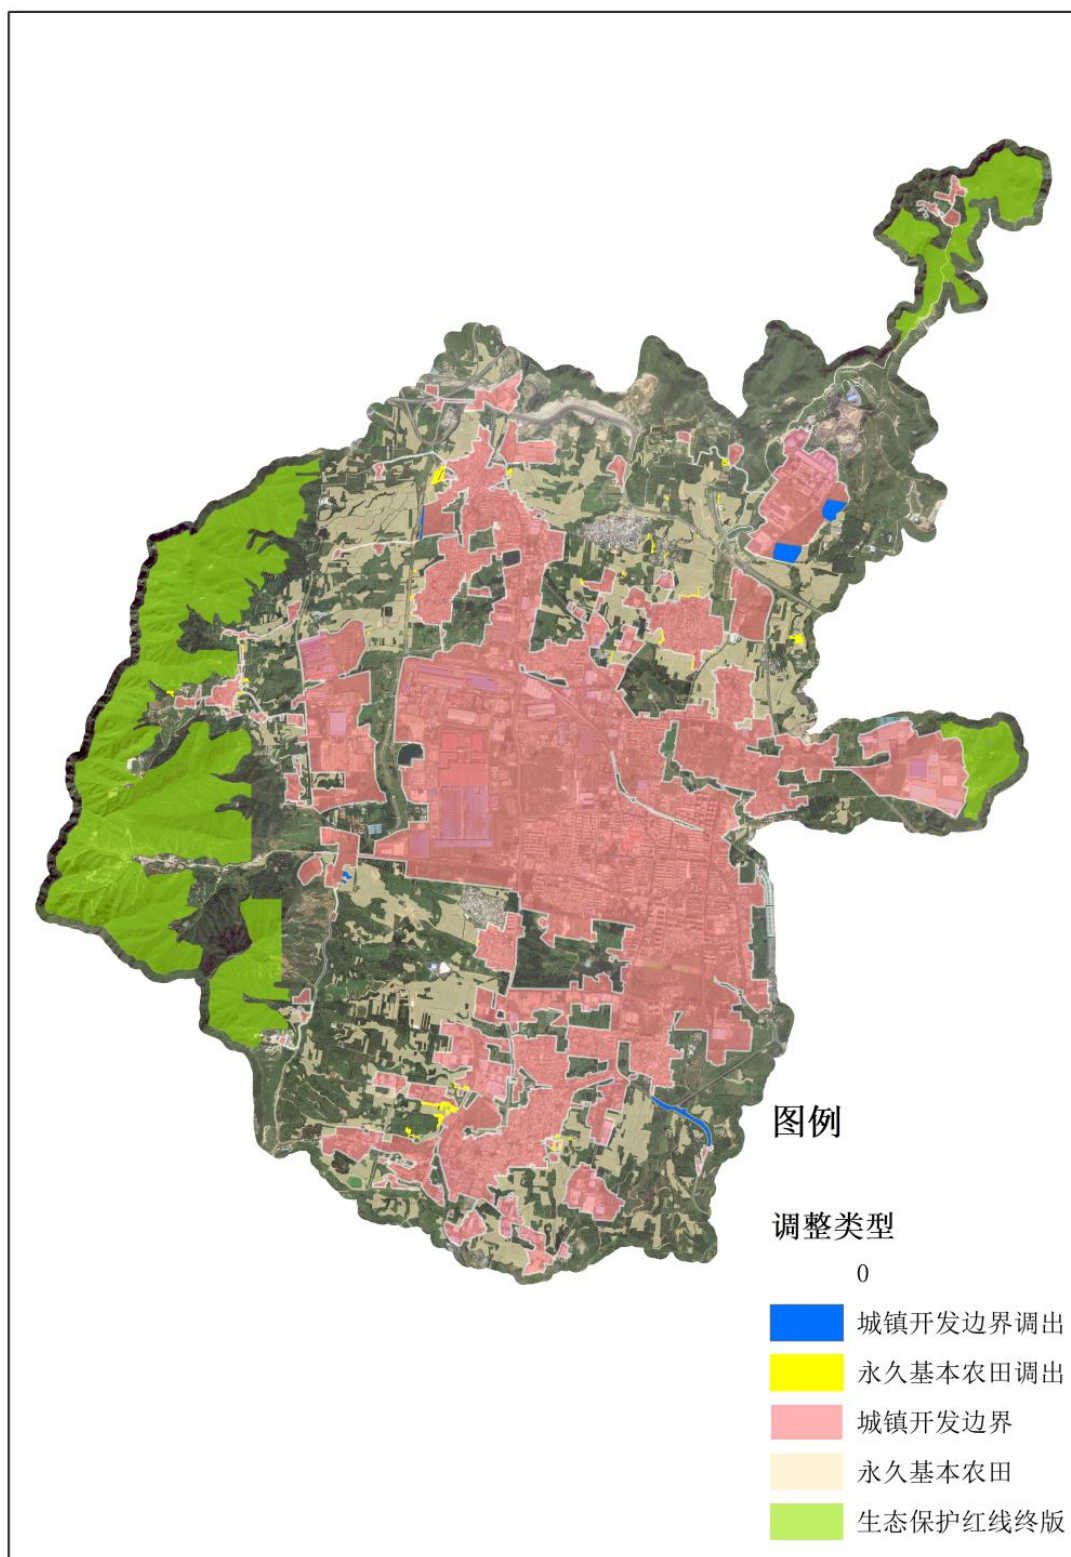 图例
调整类型
0
城镇开发边界调出
永久基本农田调出
城镇开发边界
永久基本农田
生态保护红线终版